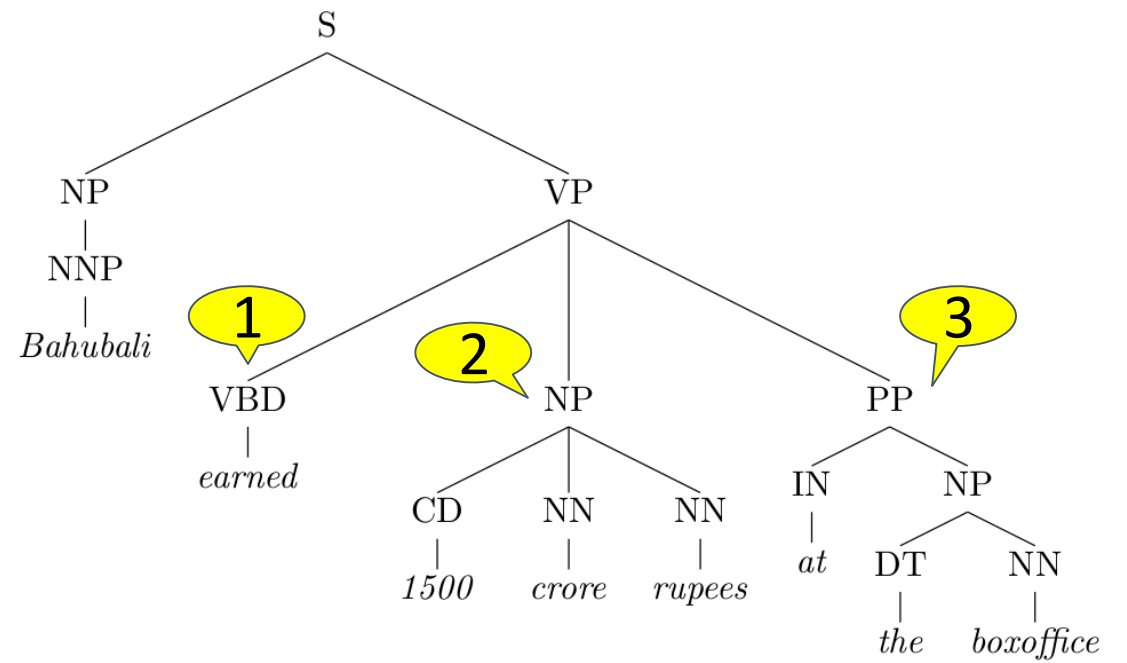 S
NP VP
NNP
1 3
Bahubali 2
VBD NP PP
earned IN NP
CD NN NN
at DT NN
1500 crore rupees
the boxoffice